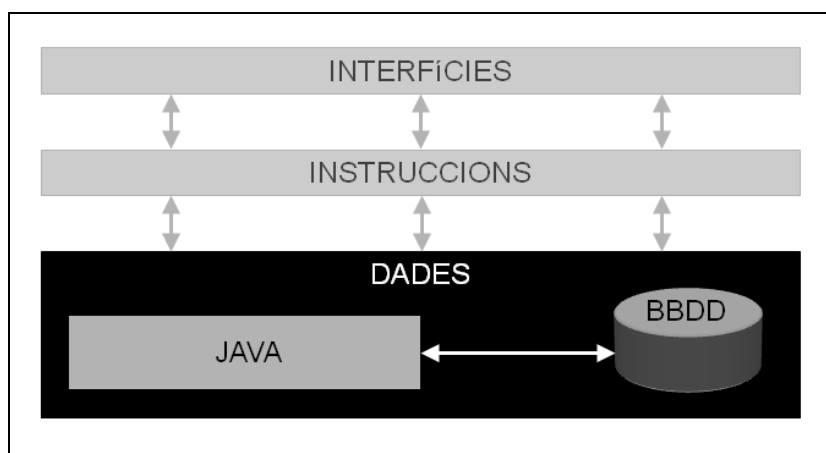 INTERFíCIES
INSTRUCCIONS
DADES
BBDD
JAVA